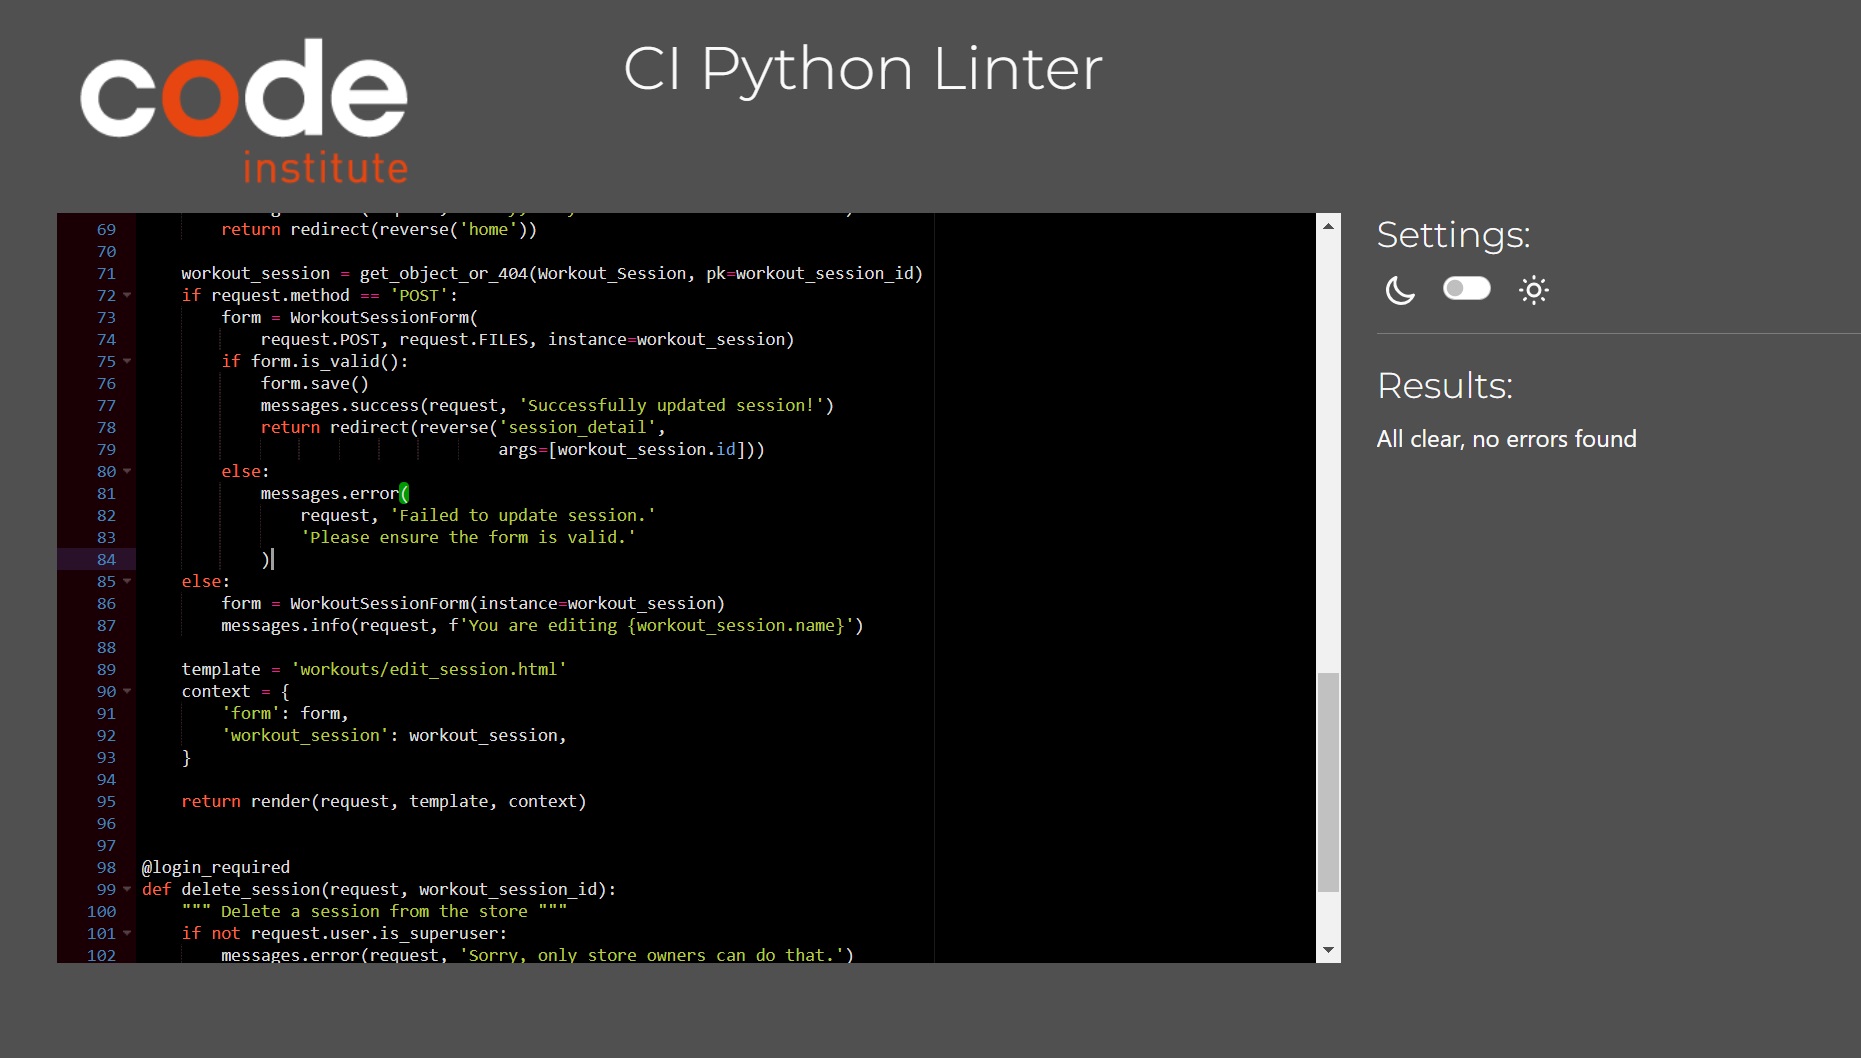 code
institute
CI Python Linter
69 return redirect(reverse('home'))
70
71 workout_session = get_object_or_404(Workout_Session, pk=workout_session_id)
72 if request.method == 'POST':
73 form = WorkoutSessionForm(
74 request.POST, request.FILES, instance=workout_session)
75 if form.is_valid():
76 form.save()
77 messages.success(request, 'Successfully updated session!')
78 return redirect(reverse('session_detail',
79 args=[workout_session.id]))
80 else:
81 messages.error(
82 request, 'Failed to update session.'
83 'Please ensure the form is valid.'
84 )
85 else:
86 form = WorkoutSessionForm(instance=workout_session)
87 messages.info(request, f'You are editing {workout_session.name}')
88
89 template = 'workouts/edit_session.html'
90 context = {
91 'form': form,
92 'workout_session': workout_session,
93 }
94
95 return render(request, template, context)
96
97
98 @login_required
99 def delete_session(request, workout_session_id):
100 """ Delete a session from the store """
101 if not request.user.is_superuser:
102 messages.error(request, 'Sorry, only store owners can do that.')
Settings:
Results:
All clear, no errors found